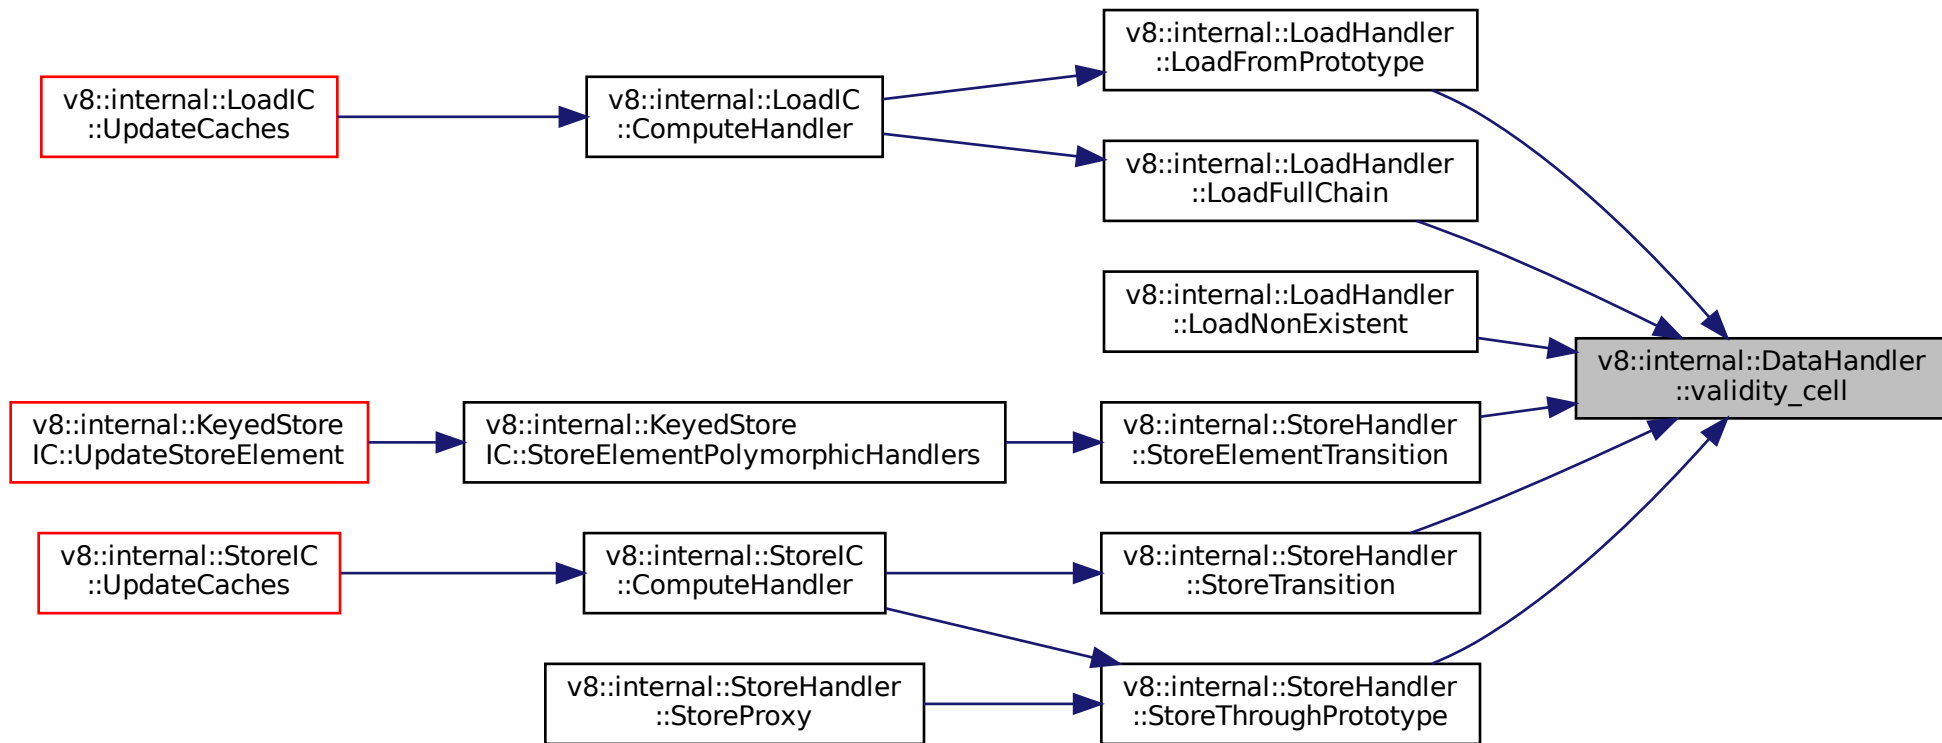 v8::internal::LoadHandler
::LoadFromPrototype
v8::internal::LoadIC
::UpdateCaches
v8::internal::LoadIC
::ComputeHandler
v8::internal::LoadHandler
::LoadFullChain
v8::internal::LoadHandler
::LoadNonExistent
v8::internal::DataHandler
::validity_cell
v8::internal::KeyedStore
IC::UpdateStoreElement
v8::internal::KeyedStore
IC::StoreElementPolymorphicHandlers
v8::internal::StoreHandler
::StoreElementTransition
v8::internal::StoreIC
::UpdateCaches
v8::internal::StoreIC
::ComputeHandler
v8::internal::StoreHandler
::StoreTransition
v8::internal::StoreHandler
::StoreProxy
v8::internal::StoreHandler
::StoreThroughPrototype